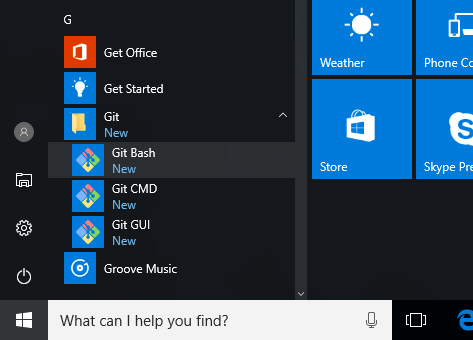 G
Get Office
Get Started
Git
New
Git Bash
New
Git CMD
New
Git GUI
New
Groove Music
Weather
Phone Co
Store
Skype Pre
What can I help you find?